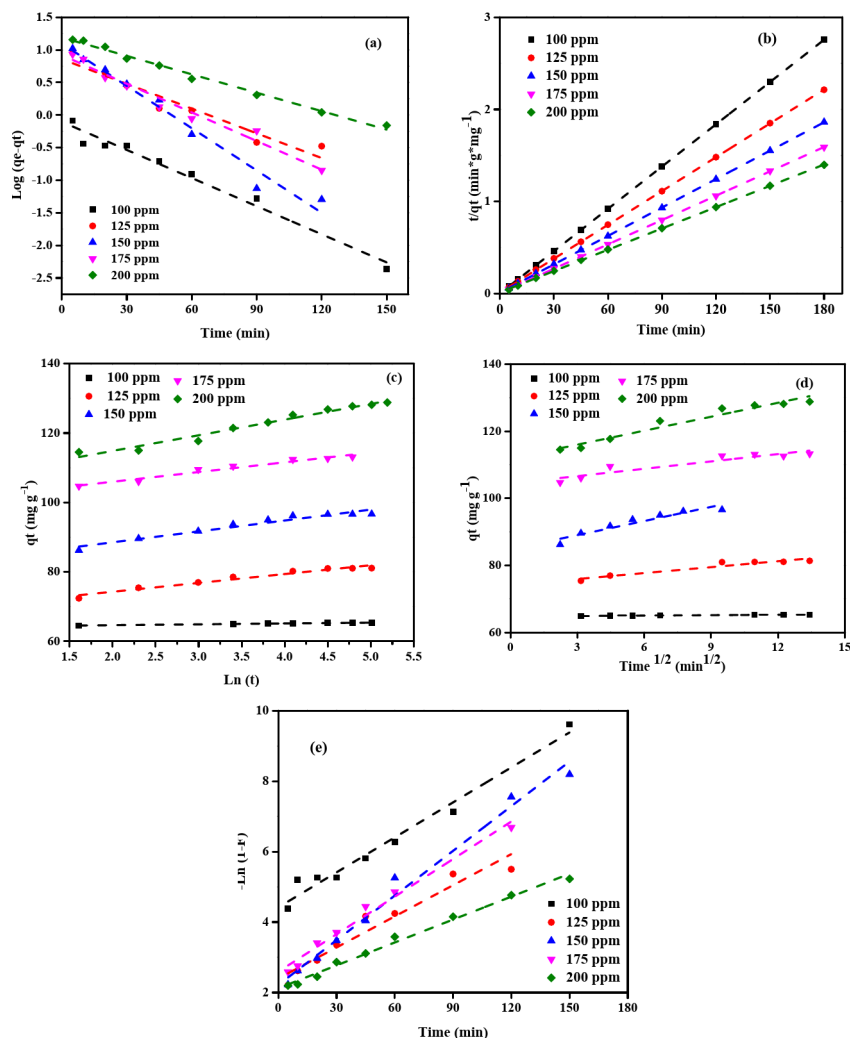 (a)
Log (qe-qt)
1.5
1.0
0.5
0.0
-0.5
-1.0
-1.5
-2.0
-2.5
100 ppm
125 ppm
150 ppm
175 ppm
200 ppm
0 30 60 90 120 150
Time (min)
(b)
t/qt (min*g*mg⁻¹)
3
2
1
0
100 ppm
125 ppm
150 ppm
175 ppm
200 ppm
0 30 60 90 120 150 180
Time (min)
(c)
qt (mg g⁻¹)
140
120
100
80
60
100 ppm 175 ppm
125 ppm 200 ppm
150 ppm
1.5 2.0 2.5 3.0 3.5 4.0 4.5 5.0 5.5
Ln (t)
(d)
qt (mg g⁻¹)
140
120
100
80
60
100 ppm 175 ppm
125 ppm 200 ppm
150 ppm
0 3 6 9 12 15
Time ¹/² (min¹/²)
(e)
-Ln (1-F)
10
8
6
4
2
100 ppm
125 ppm
150 ppm
175 ppm
200 ppm
0 30 60 90 120 150 180
Time (min)